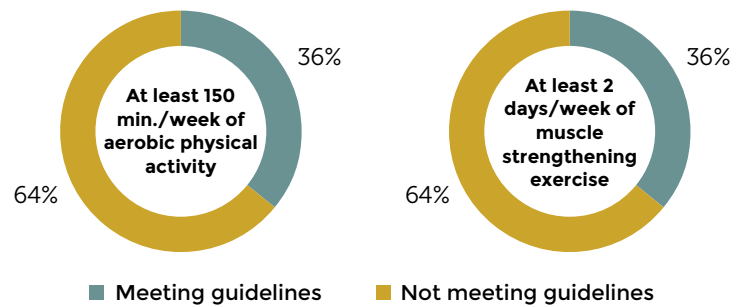 36%
At least 150
min./week of
aerobic physical
activity
64%
36%
At least 2
days/week of
muscle
strengthening
exercise
64%
Meeting guidelines
Not meeting guidelines